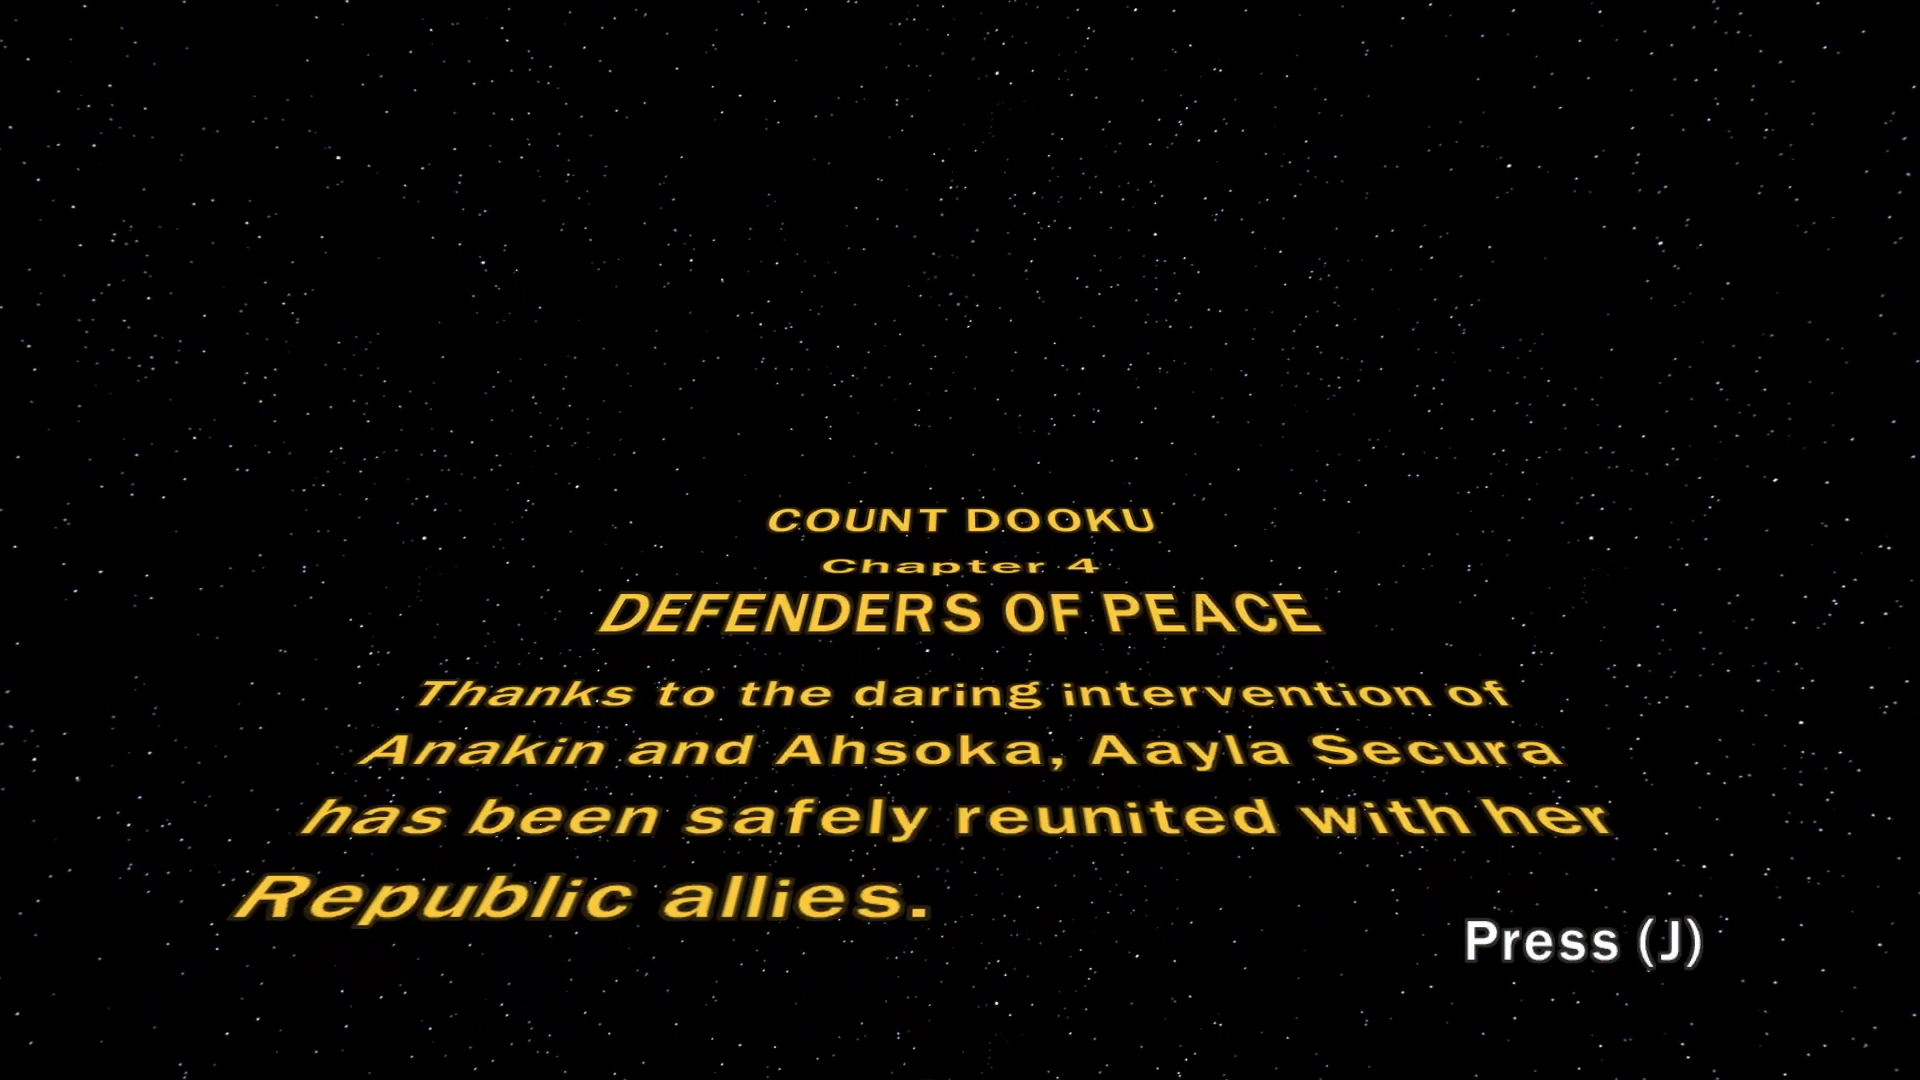 COUNT DOOKU
Chapter 4
DEFENDERS OF PEACE
Thanks to the daring intervention of
Anakin and Ahsoka, Aayla Secura
has been safely reunited with her
Republic allies.
Press (J)